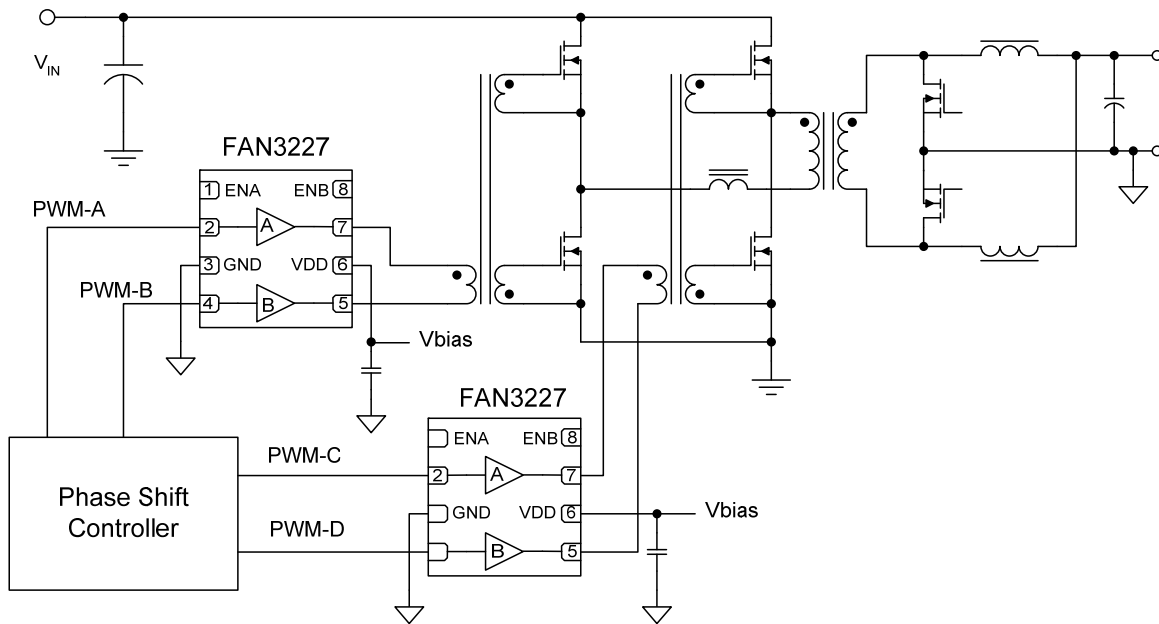 V_IN
FAN3227
1 ENA ENB 8
PWM-A
2 A 7
3 GND VDD 6
PWM-B
4 B 5
Vbias
FAN3227
ENA ENB 8
PWM-C
2 A 7
Phase Shift
Controller
GND VDD 6
Vbias
PWM-D
B 5